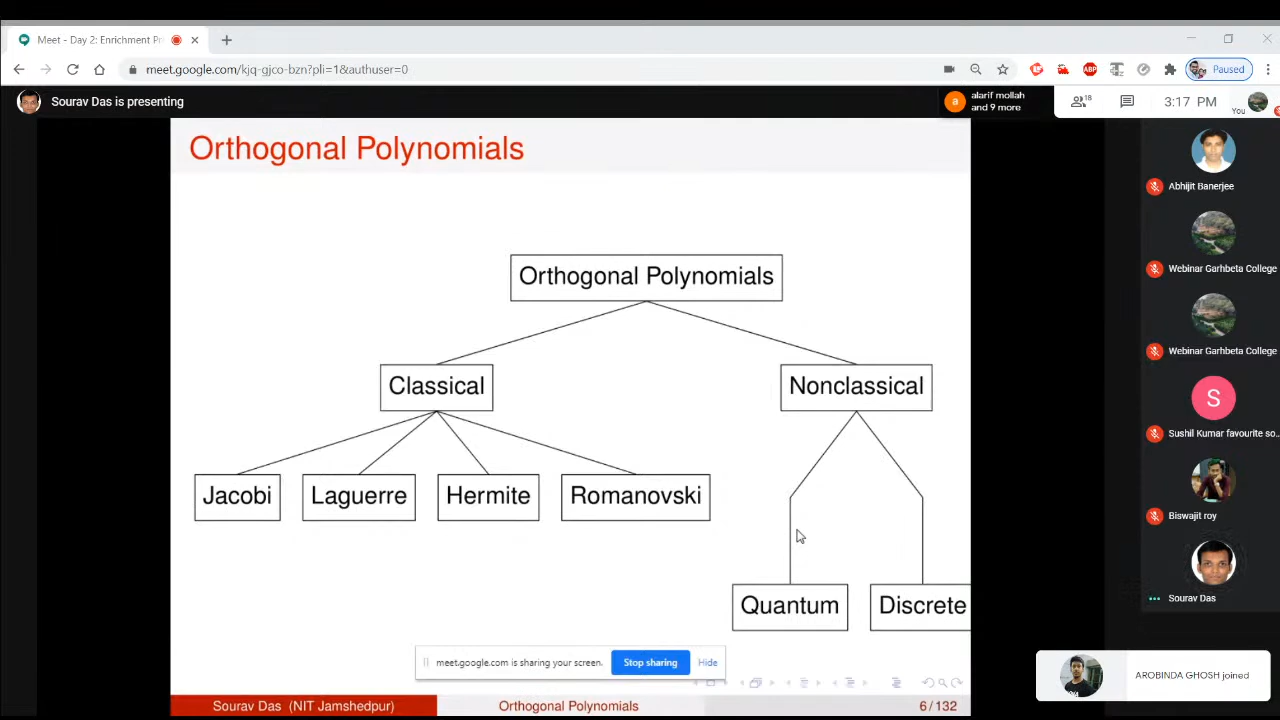 Meet - Day 2: Enrichment Pr
meet.google.com/kjq-gjco-bzn?pli=1&authuser=0
ABP
Paused
Sourav Das is presenting
a
alarif mollah
and 9 more
18
3:17 PM
You
Orthogonal Polynomials
Abhijit Banerjee
Webinar Garhbeta College
Webinar Garhbeta College
S
Sushil Kumar favourite so...
Biswajit roy
Sourav Das
Orthogonal Polynomials
Classical
Nonclassical
Jacobi
Laguerre
Hermite
Romanovski
Quantum
Discrete
meet.google.com is sharing your screen.
Stop sharing
Hide
AROBINDA GHOSH joined
Sourav Das (NIT Jamshedpur)
Orthogonal Polynomials
6 / 132